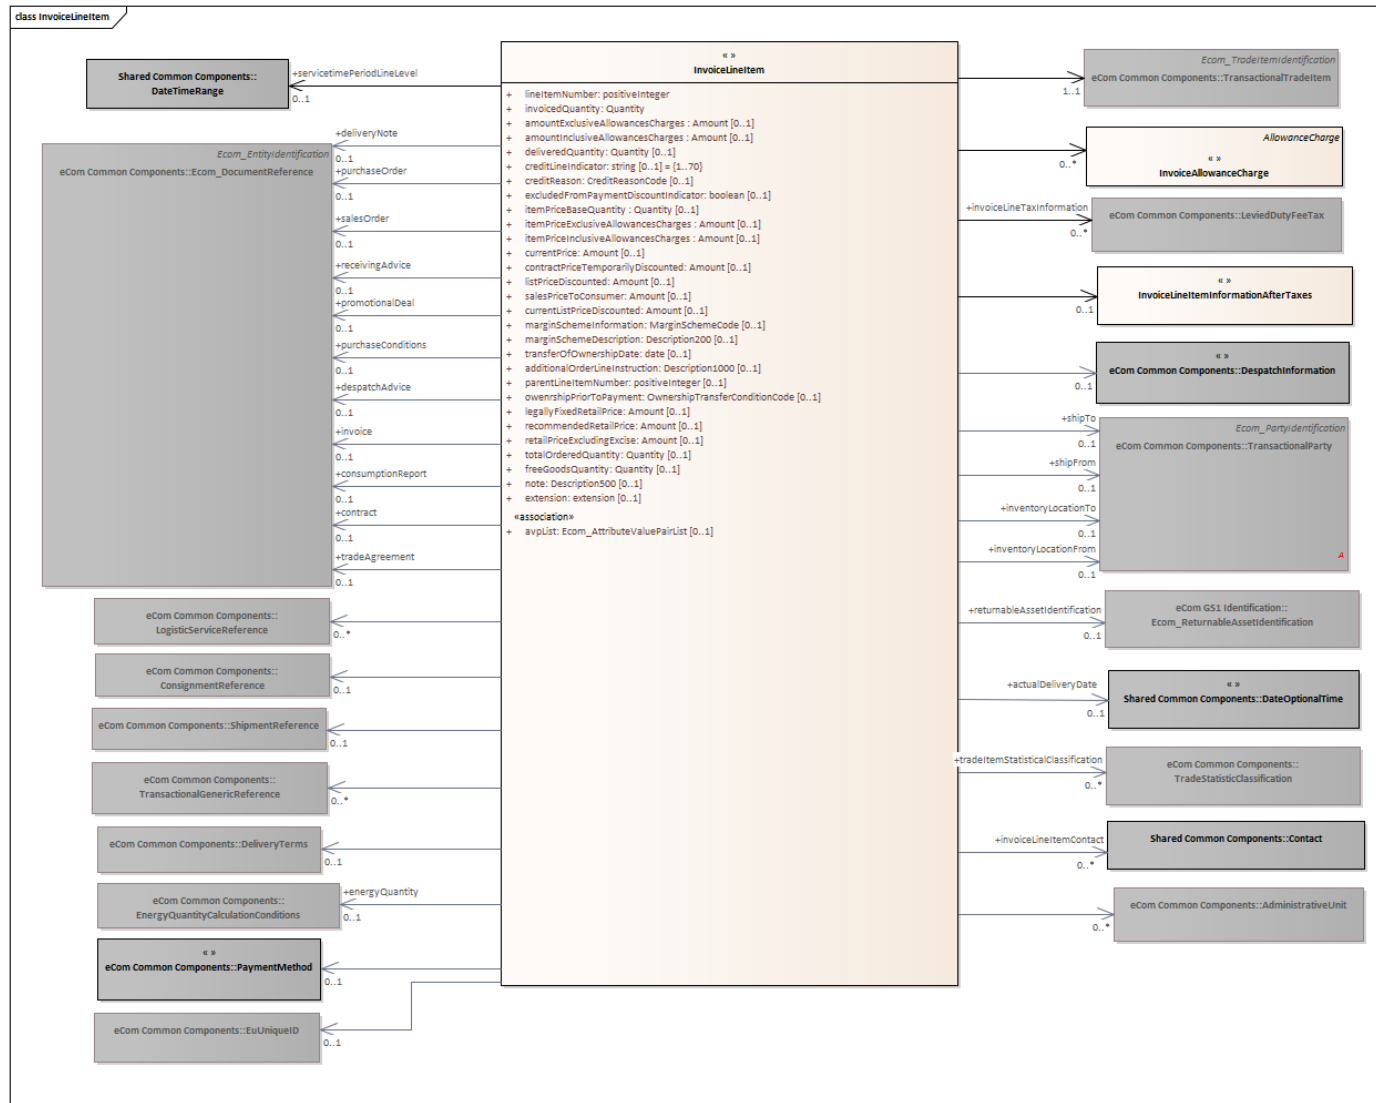 class InvoiceLineItem
« »
InvoiceLineItem
+ lineItemNumber: positiveInteger
+ invoicedQuantity: Quantity
+ amountExclusiveAllowancesCharges : Amount [0..1]
+ amountInclusiveAllowancesCharges : Amount [0..1]
+ deliveredQuantity: Quantity [0..1]
+ creditLineIndicator: string [0..1] = {1..70}
+ creditReason: CreditReasonCode [0..1]
+ excludedFromPaymentDiscountIndicator: boolean [0..1]
+ itemPriceBaseQuantity : Quantity [0..1]
+ itemPriceExclusiveAllowancesCharges : Amount [0..1]
+ itemPriceInclusiveAllowancesCharges : Amount [0..1]
+ currentPrice: Amount [0..1]
+ contractPriceTemporarilyDiscounted: Amount [0..1]
+ listPriceDiscounted: Amount [0..1]
+ salesPriceToConsumer: Amount [0..1]
+ currentListPriceDiscounted: Amount [0..1]
+ marginSchemeInformation: MarginSchemeCode [0..1]
+ marginSchemeDescription: Description200 [0..1]
+ transferOfOwnershipDate: date [0..1]
+ additionalOrderLineInstruction: Description1000 [0..1]
+ parentLineItemNumber: positiveInteger [0..1]
+ owenrshipPriorToPayment: OwnershipTransferConditionCode [0..1]
+ legallyFixedRetailPrice: Amount [0..1]
+ recommendedRetailPrice: Amount [0..1]
+ retailPriceExcludingExcise: Amount [0..1]
+ totalOrderedQuantity: Quantity [0..1]
+ freeGoodsQuantity: Quantity [0..1]
+ note: Description500 [0..1]
+ extension: extension [0..1]
«association»
+ avpList: Ecom_AttributeValuePairList [0..1]
Shared Common Components::
DateTimeRange
+servicetimePeriodLineLevel
0..1
Ecom_EntityIdentification
eCom Common Components::Ecom_DocumentReference
+deliveryNote
0..1
+purchaseOrder
0..1
+salesOrder
0..1
+receivingAdvice
0..1
+promotionalDeal
0..1
+purchaseConditions
0..1
+despatchAdvice
0..1
+invoice
0..1
+consumptionReport
0..1
+contract
0..1
+tradeAgreement
0..1
eCom Common Components::
LogisticServiceReference
0..*
eCom Common Components::
ConsignmentReference
0..1
eCom Common Components::ShipmentReference
0..1
eCom Common Components::
TransactionalGenericReference
0..*
eCom Common Components::DeliveryTerms
0..1
eCom Common Components::
EnergyQuantityCalculationConditions
+energyQuantity
0..1
« »
eCom Common Components::PaymentMethod
0..1
eCom Common Components::EuUniqueID
0..1
Ecom_TradeItemIdentification
eCom Common Components::TransactionalTradeItem
1..1
AllowanceCharge
« »
InvoiceAllowanceCharge
0..*
+invoiceLineTaxInformation
eCom Common Components::LeviedDutyFeeTax
0..*
« »
InvoiceLineItemInformationAfterTaxes
0..1
« »
eCom Common Components::DespatchInformation
0..1
Ecom_PartyIdentification
eCom Common Components::TransactionalParty
A
+shipTo
0..1
+shipFrom
0..1
+inventoryLocationTo
0..1
+inventoryLocationFrom
0..1
+returnableAssetIdentification
eCom GS1 Identification::
Ecom_ReturnableAssetIdentification
0..1
+actualDeliveryDate
« »
Shared Common Components::DateOptionalTime
0..1
+tradeItemStatisticalClassification
eCom Common Components::
TradeStatisticClassification
0..*
+invoiceLineItemContact
Shared Common Components::Contact
0..*
eCom Common Components::AdministrativeUnit
0..*